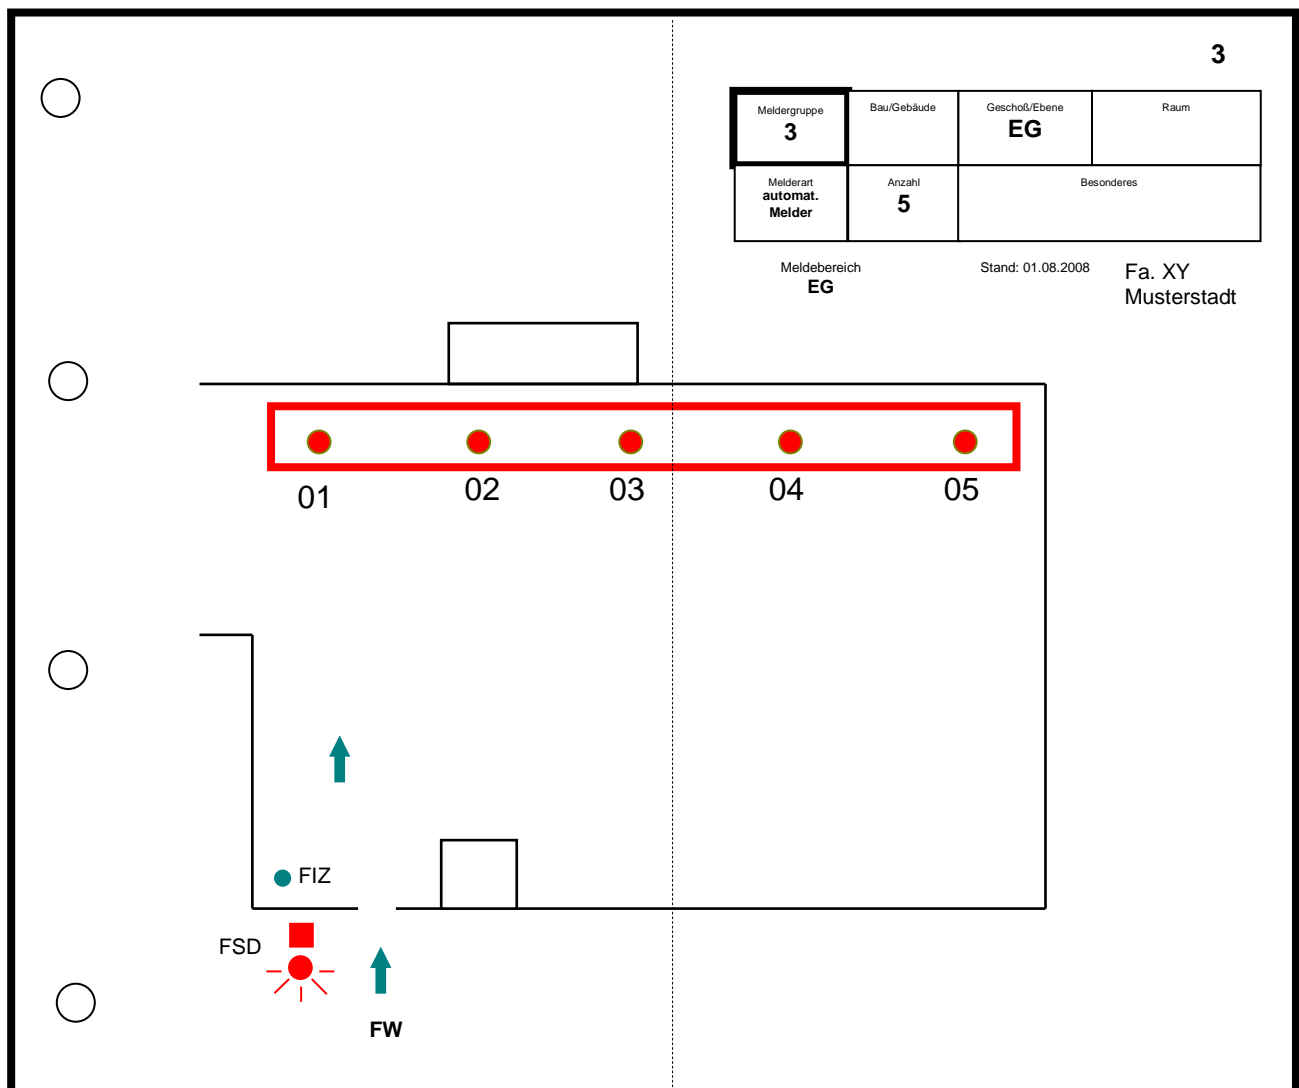 3
Meldergruppe
3
Bau/Gebäude
Geschoß/Ebene
EG
Raum
Melderart
automat.
Melder
Anzahl
5
Besonderes
Meldebereich
EG
Stand: 01.08.2008
Fa. XY
Musterstadt
01
02
03
04
05
FIZ
FSD
FW